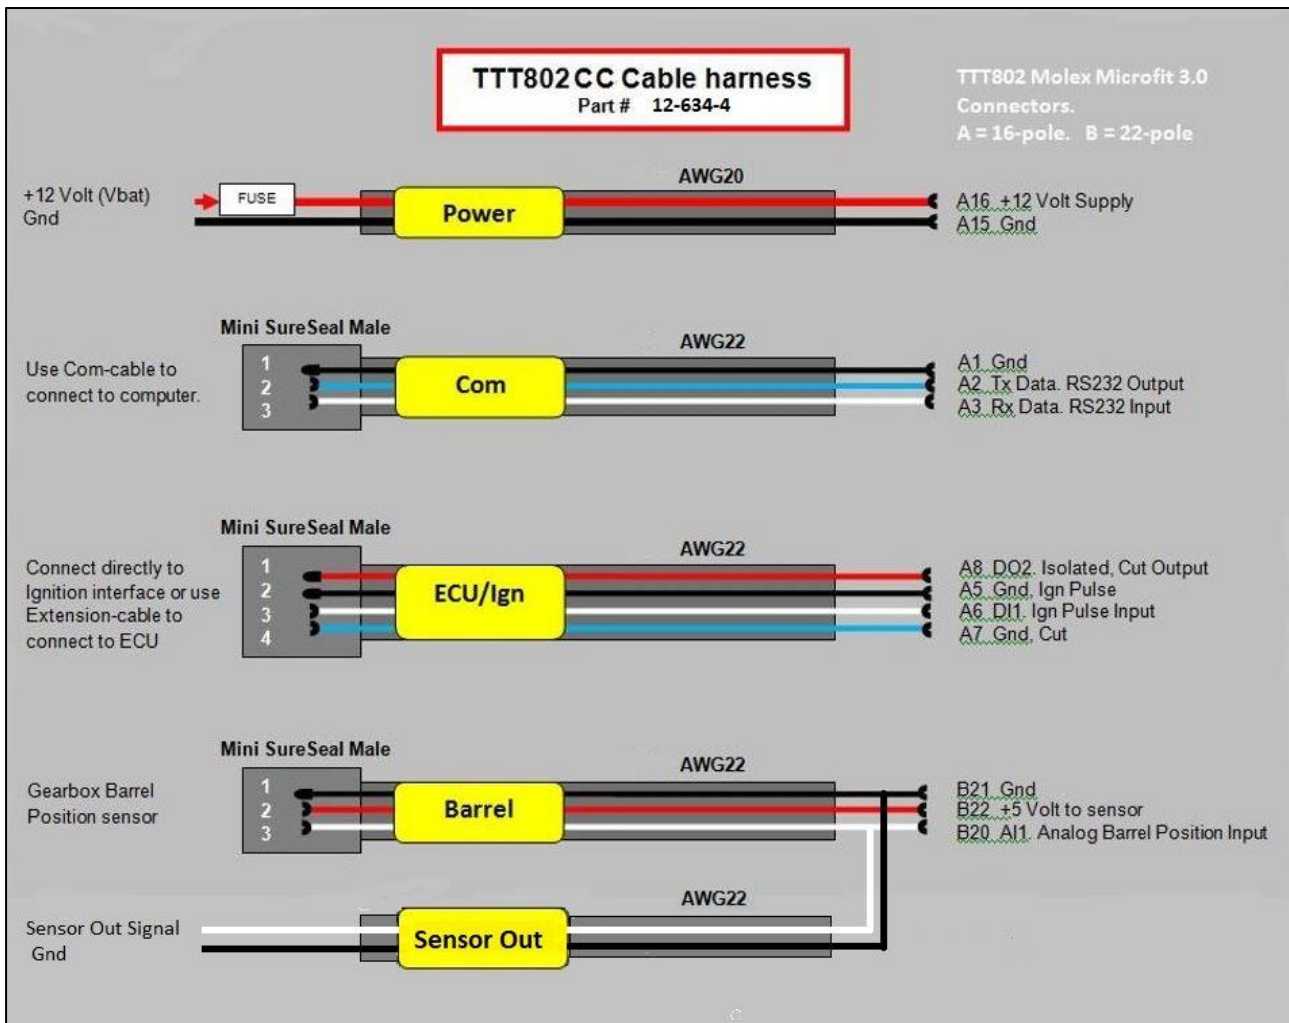 TTT802 CC Cable harness
Part # 12-634-4
TTT802 Molex Microfit 3.0
Connectors.
A = 16-pole. B = 22-pole
+12 Volt (Vbat)
Gnd
FUSE
Power
AWG20
A16 +12 Volt Supply
A15 Gnd
Mini SureSeal Male
Use Com-cable to
connect to computer.
1
2
3
Com
AWG22
A1 Gnd
A2 Tx Data. RS232 Output
A3 Rx Data. RS232 Input
Mini SureSeal Male
Connect directly to
Ignition interface or use
Extension-cable to
connect to ECU
1
2
3
4
ECU/Ign
AWG22
A8 DO2. Isolated, Cut Output
A5 Gnd, Ign Pulse
A6 DI1. Ign Pulse Input
A7 Gnd, Cut
Mini SureSeal Male
Gearbox Barrel
Position sensor
1
2
3
Barrel
AWG22
B21 Gnd
B22 +5 Volt to sensor
B20 AI1. Analog Barrel Position Input
Sensor Out Signal
Gnd
Sensor Out
AWG22